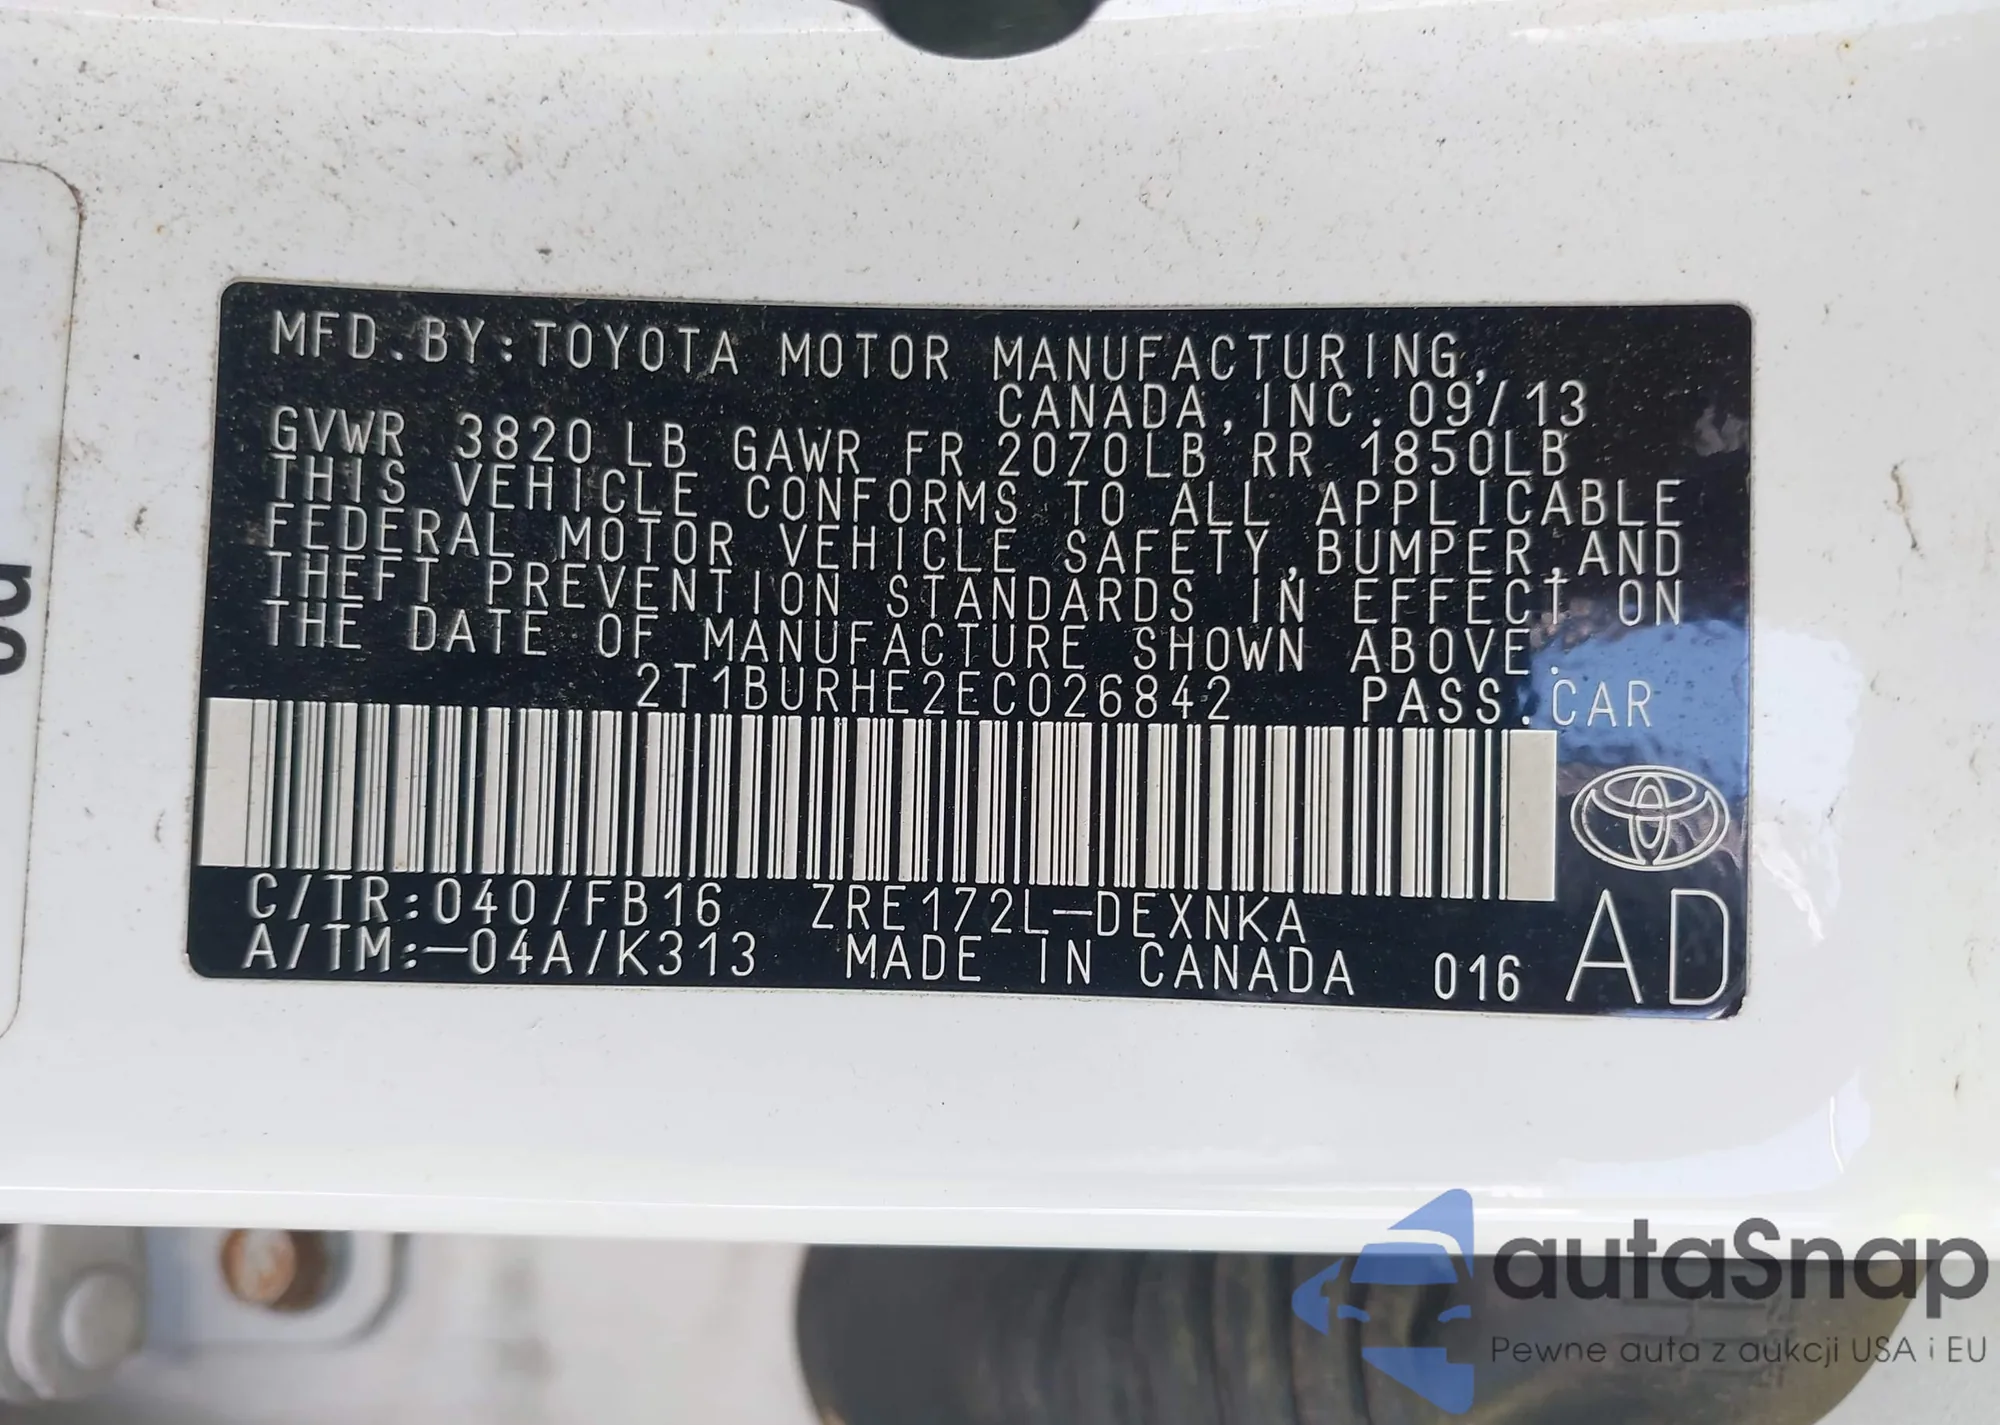 MFD.BY:TOYOTA MOTOR MANUFACTURING,
CANADA,INC.09/13
GVWR 3820LB GAWR FR 2070LB RR 1850LB
THIS VEHICLE CONFORMS TO ALL APPLICABLE
FEDERAL MOTOR VEHICLE SAFETY,BUMPER,AND
THEFT PREVENTION STANDARDS IN EFFECT ON
THE DATE OF MANUFACTURE SHOWN ABOVE.
2T1BURHE2EC026842 PASS.CAR
C/TR:040/FB16 ZRE172L-DEXNKA
A/TM:-04A/K313 MADE IN CANADA 016 AD
autaSnap
Pewne auta z aukcji USA i EU